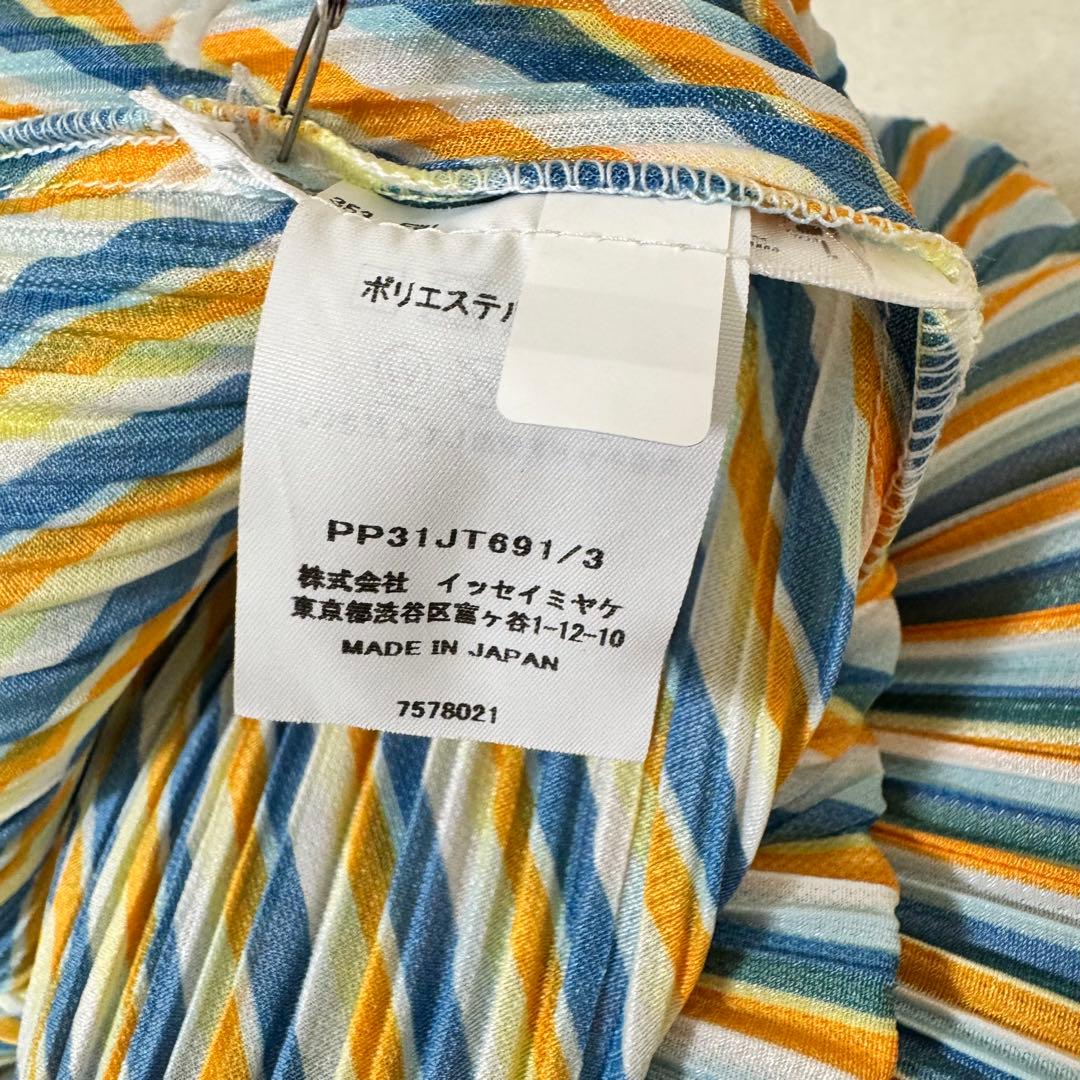 ポリエステル
PP31JT691/3
株式会社 イッセイミヤケ
東京都渋谷区富ヶ谷1-12-10
MADE IN JAPAN
7578021